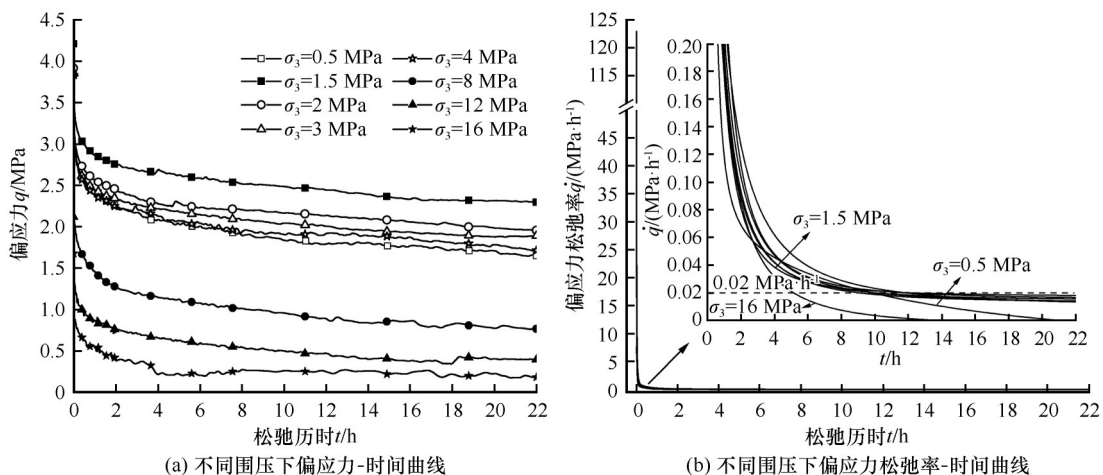 4.5
4.0
3.5
3.0
2.5
2.0
1.5
1.0
0.5
0
偏应力q/MPa
σ₃=0.5 MPa
σ₃=4 MPa
σ₃=1.5 MPa
σ₃=8 MPa
σ₃=2 MPa
σ₃=12 MPa
σ₃=3 MPa
σ₃=16 MPa
0 2 4 6 8 10 12 14 16 18 20 22
松驰历时t/h
(a) 不同围压下偏应力-时间曲线
125
120
115
45
40
35
30
25
20
15
10
5
0
偏应力松弛率q̇/(MPa·h⁻¹)
0.20
0.18
0.16
0.14
0.12
0.10
0.08
0.06
0.04
0.02
0
q̇/(MPa·h⁻¹)
σ₃=1.5 MPa
σ₃=0.5 MPa
0.02 MPa·h⁻¹
σ₃=16 MPa
0 2 4 6 8 10 12 14 16 18 20 22
t/h
0 2 4 6 8 10 12 14 16 18 20 22
松驰历时t/h
(b) 不同围压下偏应力松弛率-时间曲线